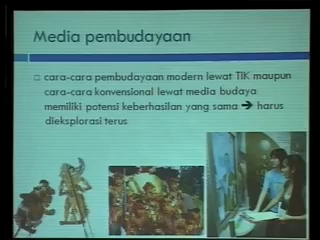 Media pembudayaan
□ cara-cara pembudayaan modern lewat TIK maupun
cara-cara konvensional lewat media budaya
memiliki potensi keberhasilan yang sama → harus
dieksplorasi terus